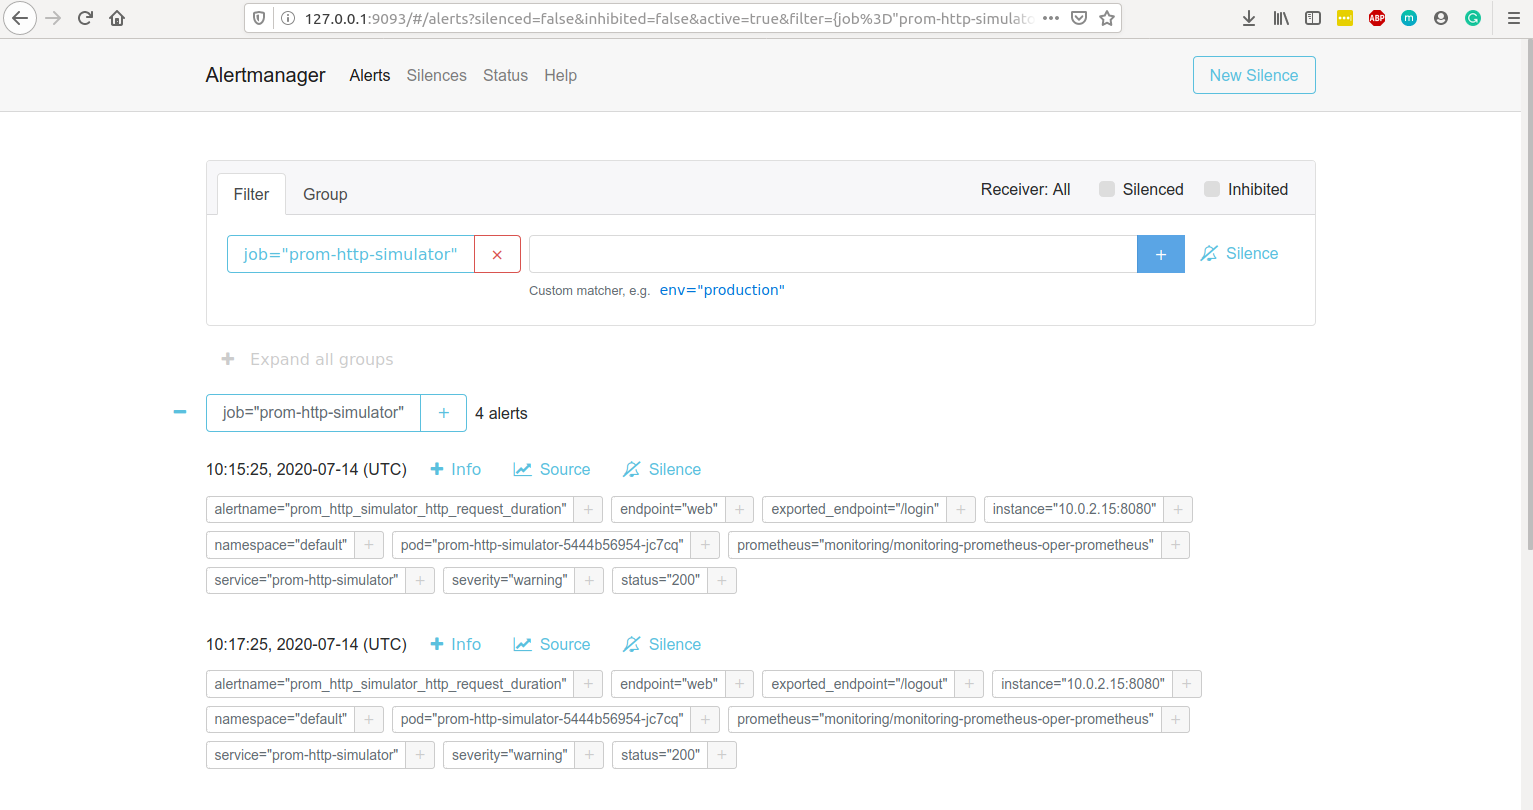 127.0.0.1:9093/#/alerts?silenced=false&inhibited=false&active=true&filter={job%3D"prom-http-simulato
ABP
Alertmanager Alerts Silences Status Help New Silence
Filter Group Receiver: All Silenced Inhibited
job="prom-http-simulator" × + Silence
Custom matcher, e.g. env="production"
+ Expand all groups
− job="prom-http-simulator" + 4 alerts
10:15:25, 2020-07-14 (UTC) + Info Source Silence
alertname="prom_http_simulator_http_request_duration" + endpoint="web" + exported_endpoint="/login" + instance="10.0.2.15:8080" +
namespace="default" + pod="prom-http-simulator-5444b56954-jc7cq" + prometheus="monitoring/monitoring-prometheus-oper-prometheus" +
service="prom-http-simulator" + severity="warning" + status="200" +
10:17:25, 2020-07-14 (UTC) + Info Source Silence
alertname="prom_http_simulator_http_request_duration" + endpoint="web" + exported_endpoint="/logout" + instance="10.0.2.15:8080" +
namespace="default" + pod="prom-http-simulator-5444b56954-jc7cq" + prometheus="monitoring/monitoring-prometheus-oper-prometheus" +
service="prom-http-simulator" + severity="warning" + status="200" +